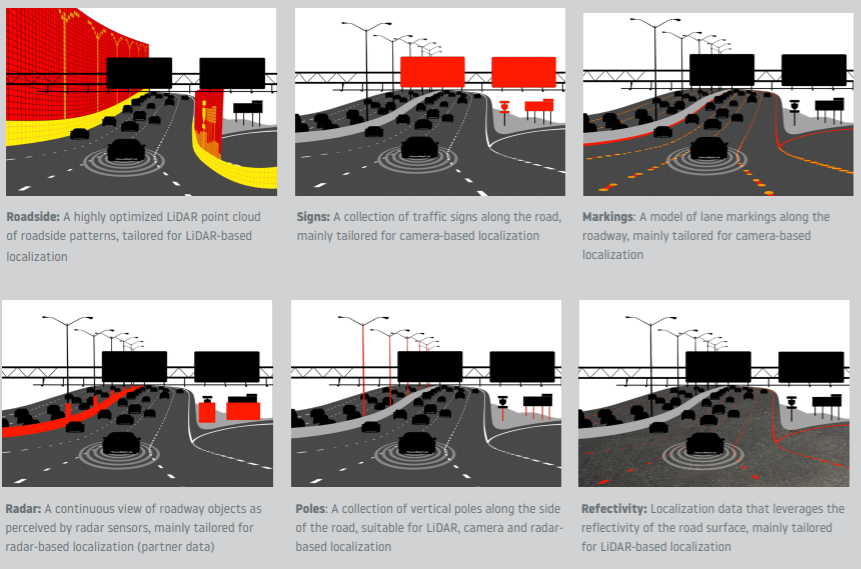 Roadside: A highly optimized LiDAR point cloud
of roadside patterns, tailored for LiDAR-based
localization
Signs: A collection of traffic signs along the road,
mainly tailored for camera-based localization
Markings: A model of lane markings along the
roadway, mainly tailored for camera-based
localization
Radar: A continuous view of roadway objects as
perceived by radar sensors, mainly tailored for
radar-based localization (partner data)
Poles: A collection of vertical poles along the side
of the road, suitable for LiDAR, camera and radar-
based localization
Refectivity: Localization data that leverages the
reflectivity of the road surface, mainly tailored
for LiDAR-based localization